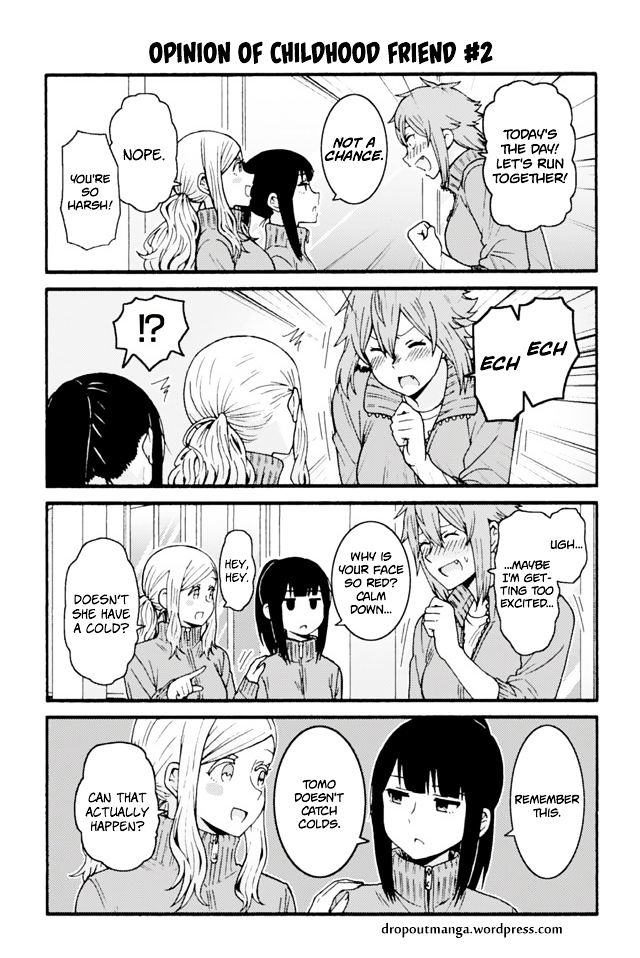 OPINION OF CHILDHOOD FRIEND #2
TODAY'S
THE DAY!
LET'S RUN
TOGETHER!
NOT A
CHANCE.
NOPE.
YOU'RE
SO
HARSH!
ECH ECH
!?
UGH...
...MAYBE
I'M GET-
TING TOO
EXCITED...
WHY IS
YOUR FACE
SO RED?
CALM
DOWN...
HEY,
HEY.
DOESN'T
SHE HAVE
A COLD?
REMEMBER
THIS.
TOMO
DOESN'T
CATCH
COLDS.
CAN THAT
ACTUALLY
HAPPEN?
dropoutmanga.wordpress.com